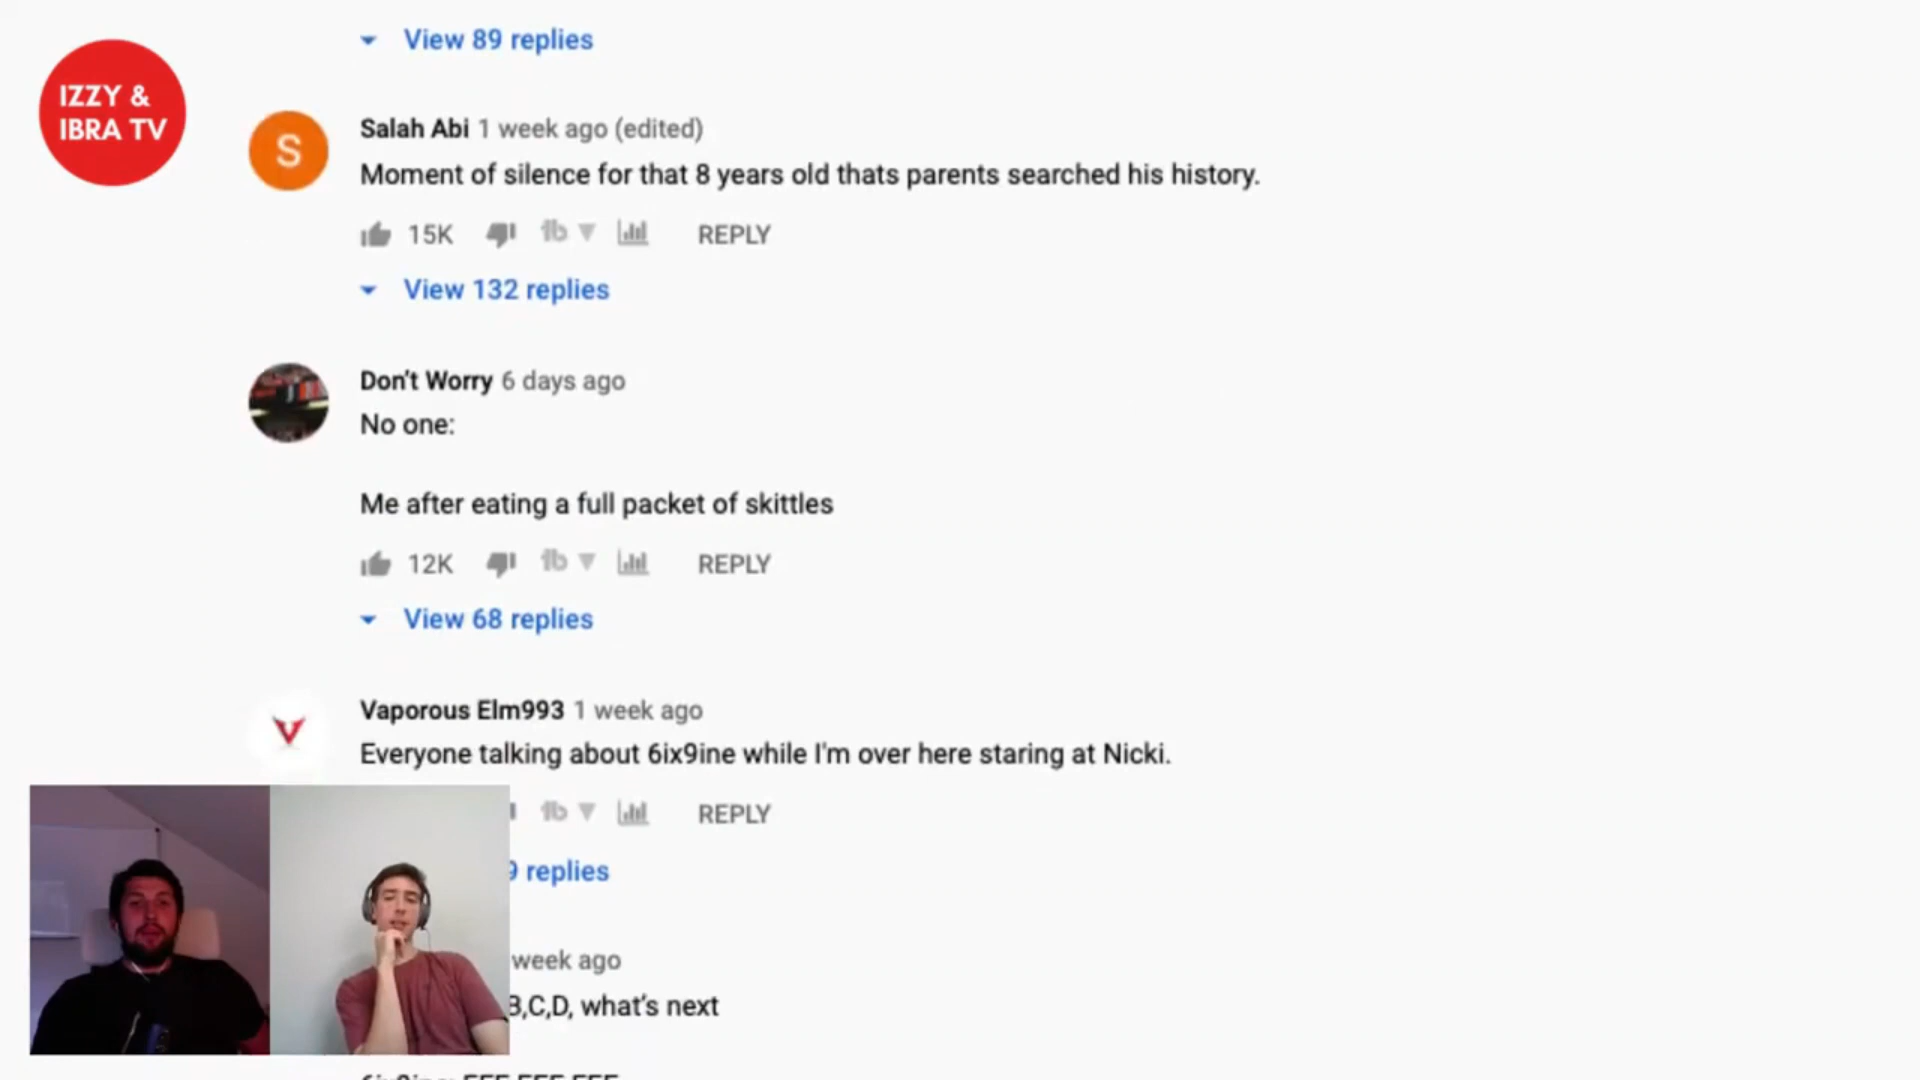 View 89 replies
IZZY &
IBRA TV
S
Salah Abi 1 week ago (edited)
Moment of silence for that 8 years old thats parents searched his history.
15K REPLY
View 132 replies
Don't Worry 6 days ago
No one:
Me after eating a full packet of skittles
12K REPLY
View 68 replies
Vaporous Elm993 1 week ago
Everyone talking about 6ix9ine while I'm over here staring at Nicki.
REPLY
9 replies
week ago
B,C,D, what's next